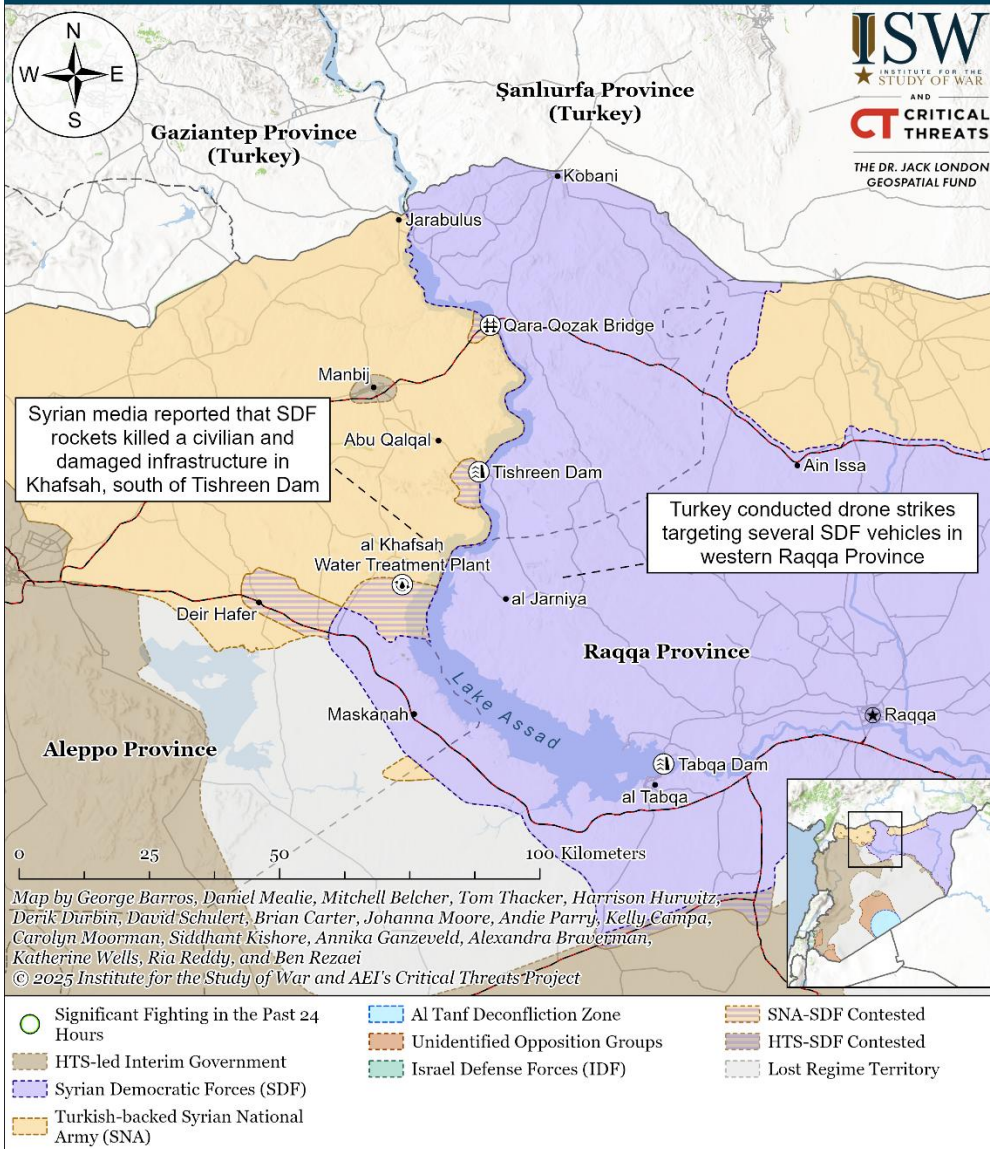 N
W E
S
ISW
INSTITUTE FOR THE
STUDY OF WAR
AND
CT CRITICAL
THREATS
THE DR. JACK LONDON
GEOSPATIAL FUND
Şanlıurfa Province
(Turkey)
Gaziantep Province
(Turkey)
Kobani
Jarabulus
Qara-Qozak Bridge
Manbij
Syrian media reported that SDF
rockets killed a civilian and
damaged infrastructure in
Khafsah, south of Tishreen Dam
Abu Qalqal
Tishreen Dam
Ain Issa
Turkey conducted drone strikes
targeting several SDF vehicles in
western Raqqa Province
al Khafsah
Water Treatment Plant
Deir Hafer
al Jarniya
Raqqa Province
Lake Assad
Maskanah
Raqqa
Aleppo Province
Tabqa Dam
al Tabqa
0 25 50 100 Kilometers
Map by George Barros, Daniel Mealie, Mitchell Belcher, Tom Thacker, Harrison Hurwitz,
Derik Durbin, David Schulert, Brian Carter, Johanna Moore, Andie Parry, Kelly Campa,
Carolyn Moorman, Siddhant Kishore, Annika Ganzeveld, Alexandra Braverman,
Katherine Wells, Ria Reddy, and Ben Rezaei
© 2025 Institute for the Study of War and AEI's Critical Threats Project
Significant Fighting in the Past 24
Hours
HTS-led Interim Government
Syrian Democratic Forces (SDF)
Turkish-backed Syrian National
Army (SNA)
Al Tanf Deconfliction Zone
Unidentified Opposition Groups
Israel Defense Forces (IDF)
SNA-SDF Contested
HTS-SDF Contested
Lost Regime Territory